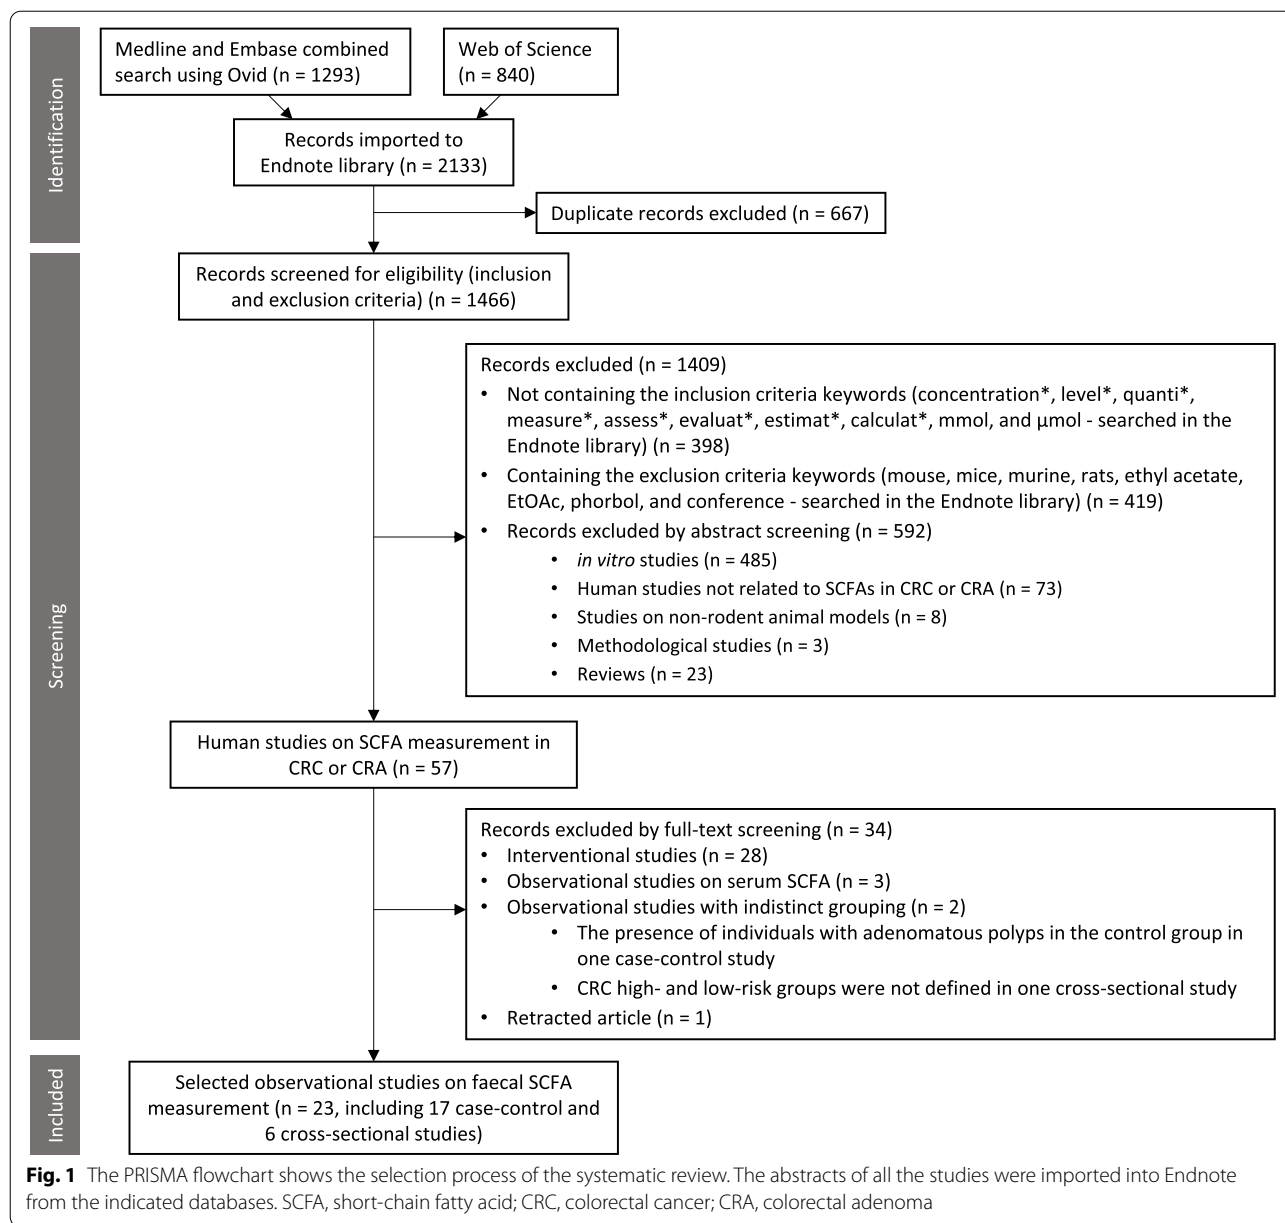 Identification
Medline and Embase combined
search using Ovid (n = 1293)
Web of Science
(n = 840)
Records imported to
Endnote library (n = 2133)
Duplicate records excluded (n = 667)
Screening
Records screened for eligibility (inclusion
and exclusion criteria) (n = 1466)
Records excluded (n = 1409)
• Not containing the inclusion criteria keywords (concentration*, level*, quanti*,
measure*, assess*, evaluat*, estimat*, calculat*, mmol, and μmol - searched in the
Endnote library) (n = 398)
• Containing the exclusion criteria keywords (mouse, mice, murine, rats, ethyl acetate,
EtOAc, phorbol, and conference - searched in the Endnote library) (n = 419)
• Records excluded by abstract screening (n = 592)
• in vitro studies (n = 485)
• Human studies not related to SCFAs in CRC or CRA (n = 73)
• Studies on non-rodent animal models (n = 8)
• Methodological studies (n = 3)
• Reviews (n = 23)
Human studies on SCFA measurement in
CRC or CRA (n = 57)
Records excluded by full-text screening (n = 34)
• Interventional studies (n = 28)
• Observational studies on serum SCFA (n = 3)
• Observational studies with indistinct grouping (n = 2)
• The presence of individuals with adenomatous polyps in the control group in
one case-control study
• CRC high- and low-risk groups were not defined in one cross-sectional study
• Retracted article (n = 1)
Included
Selected observational studies on faecal SCFA
measurement (n = 23, including 17 case-control and
6 cross-sectional studies)
Fig. 1 The PRISMA flowchart shows the selection process of the systematic review. The abstracts of all the studies were imported into Endnote
from the indicated databases. SCFA, short-chain fatty acid; CRC, colorectal cancer; CRA, colorectal adenoma